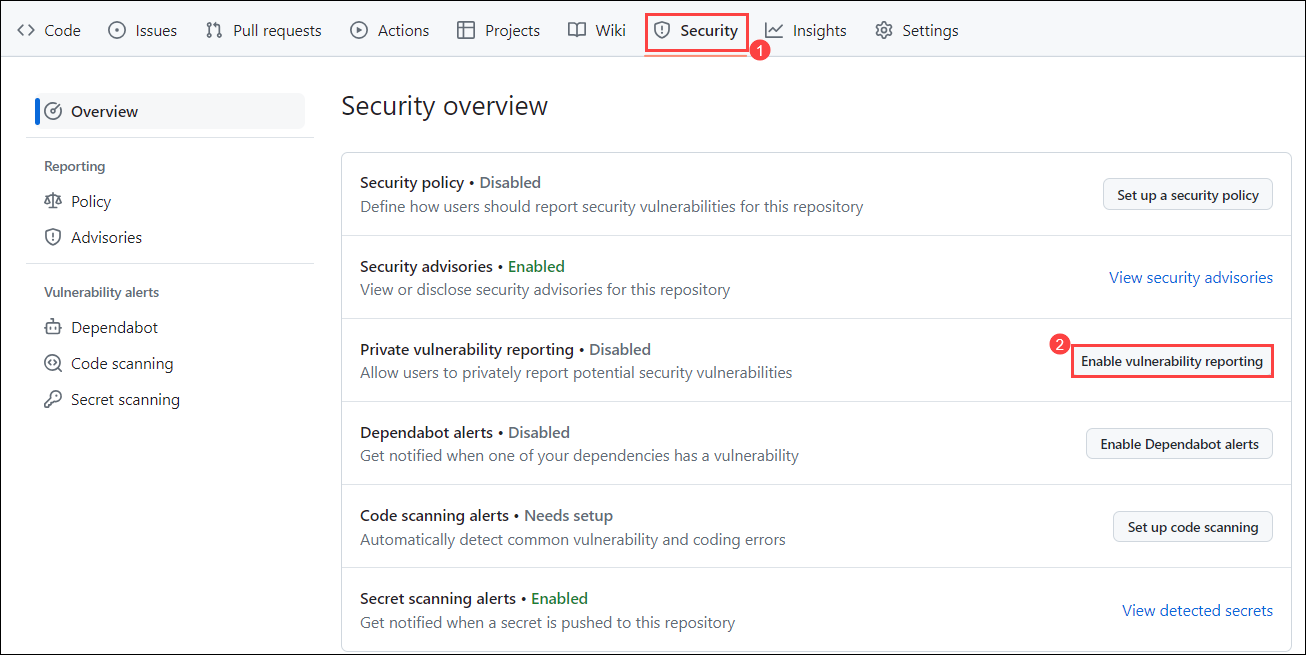 Code Issues Pull requests Actions Projects Wiki Security Insights Settings
1
Overview
Reporting
Policy
Advisories
Vulnerability alerts
Dependabot
Code scanning
Secret scanning
Security overview
Security policy • Disabled
Define how users should report security vulnerabilities for this repository
Set up a security policy
Security advisories • Enabled
View or disclose security advisories for this repository
View security advisories
Private vulnerability reporting • Disabled
Allow users to privately report potential security vulnerabilities
2
Enable vulnerability reporting
Dependabot alerts • Disabled
Get notified when one of your dependencies has a vulnerability
Enable Dependabot alerts
Code scanning alerts • Needs setup
Automatically detect common vulnerability and coding errors
Set up code scanning
Secret scanning alerts • Enabled
Get notified when a secret is pushed to this repository
View detected secrets